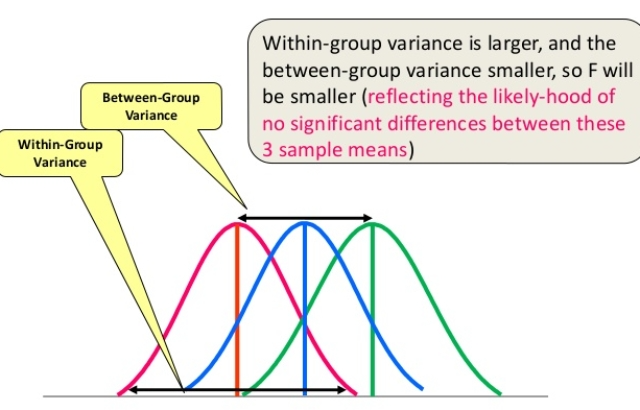 Within-group variance is larger, and the
between-group variance smaller, so F will
be smaller (reflecting the likely-hood of
no significant differences between these
3 sample means)
Between-Group
Variance
Within-Group
Variance